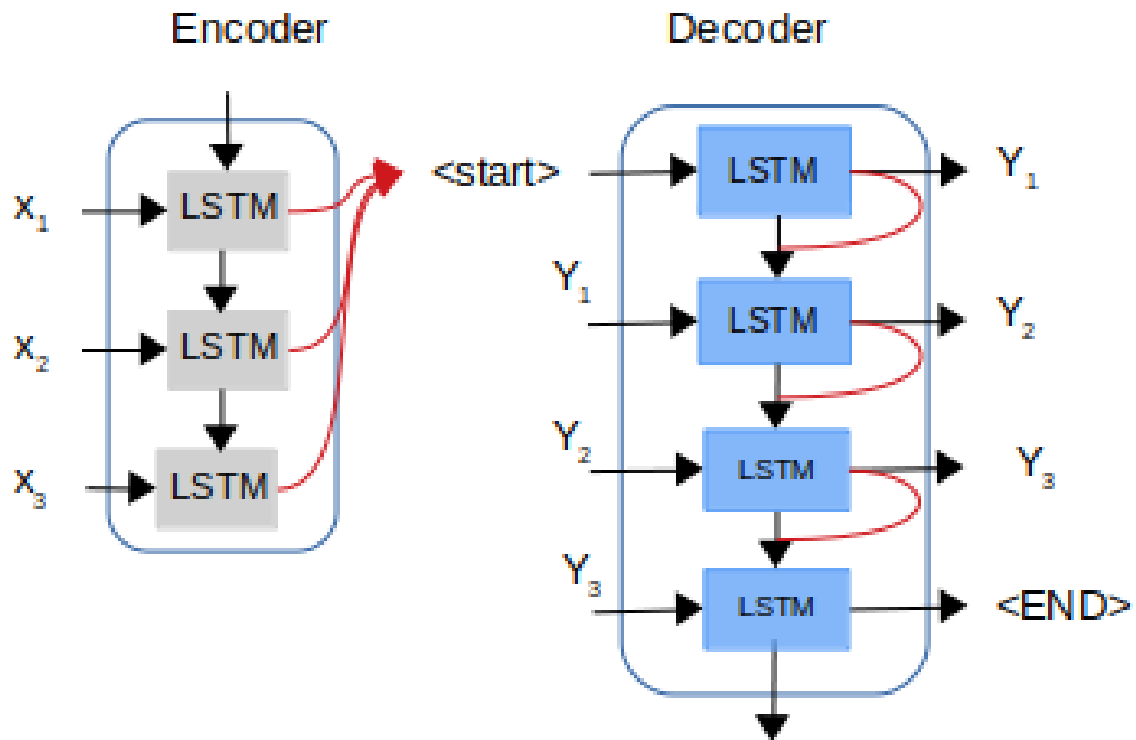 Encoder
Decoder
x₁
LSTM
x₂
LSTM
x₃
LSTM
<start>
LSTM
Y₁
Y₁
LSTM
Y₂
Y₂
LSTM
Y₃
Y₃
LSTM
<END>